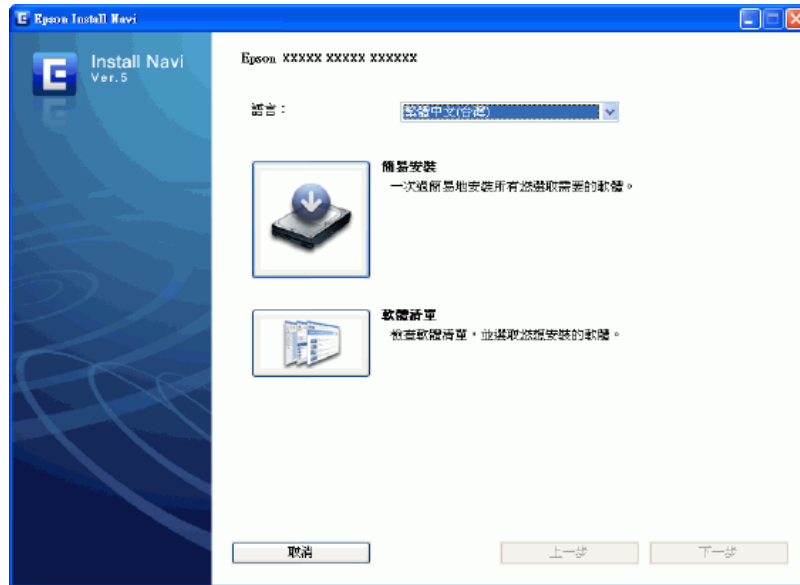 Epson Install Navi
Install Navi
Ver.5
Epson XXXXX XXXXX XXXXXX
語言：
繁體中文(台灣)
簡易安裝
一次過簡易地安裝所有您選取需要的軟體。
軟體清單
檢查軟體清單，並選取您想安裝的軟體。
取消
上一步
下一步